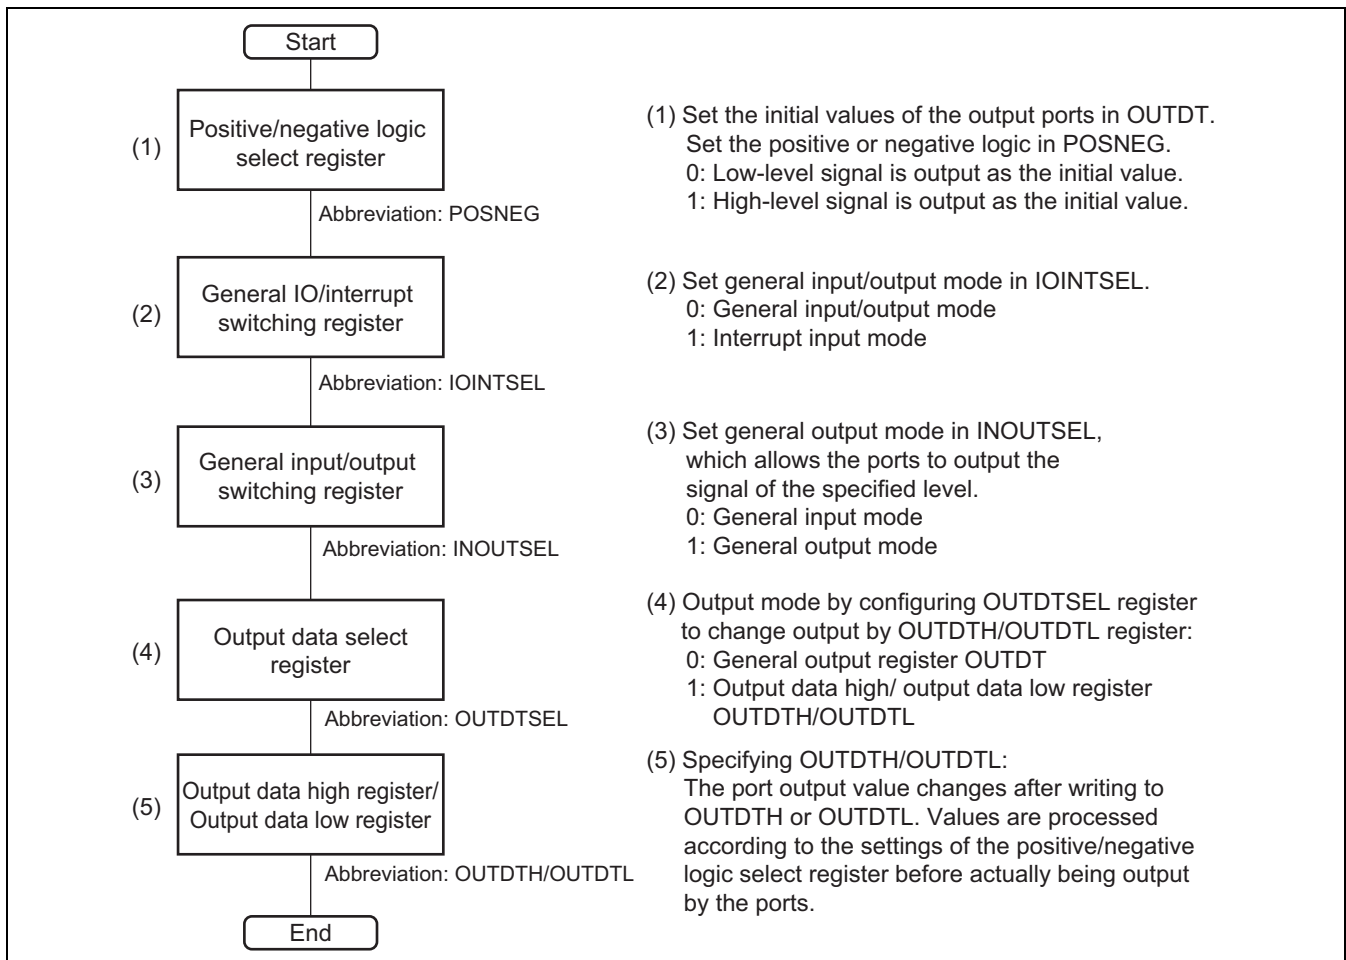 Start
(1)
Positive/negative logic
select register
Abbreviation: POSNEG
(1) Set the initial values of the output ports in OUTDT.
Set the positive or negative logic in POSNEG.
0: Low-level signal is output as the initial value.
1: High-level signal is output as the initial value.
(2)
General IO/interrupt
switching register
Abbreviation: IOINTSEL
(2) Set general input/output mode in IOINTSEL.
0: General input/output mode
1: Interrupt input mode
(3)
General input/output
switching register
Abbreviation: INOUTSEL
(3) Set general output mode in INOUTSEL,
which allows the ports to output the
signal of the specified level.
0: General input mode
1: General output mode
(4)
Output data select
register
Abbreviation: OUTDTSEL
(4) Output mode by configuring OUTDTSEL register
to change output by OUTDTH/OUTDTL register:
0: General output register OUTDT
1: Output data high/ output data low register
OUTDTH/OUTDTL
(5)
Output data high register/
Output data low register
Abbreviation: OUTDTH/OUTDTL
(5) Specifying OUTDTH/OUTDTL:
The port output value changes after writing to
OUTDTH or OUTDTL. Values are processed
according to the settings of the positive/negative
logic select register before actually being output
by the ports.
End